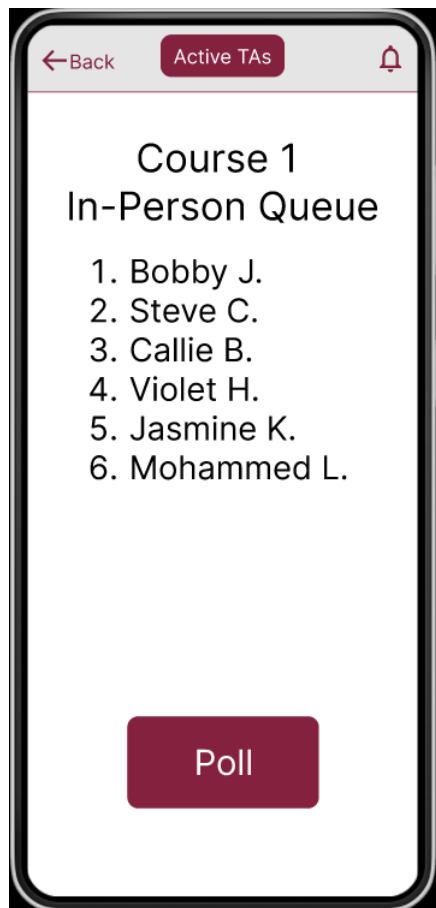 Back
Active TAs
Course 1
In-Person Queue
1. Bobby J.
2. Steve C.
3. Callie B.
4. Violet H.
5. Jasmine K.
6. Mohammed L.
Poll